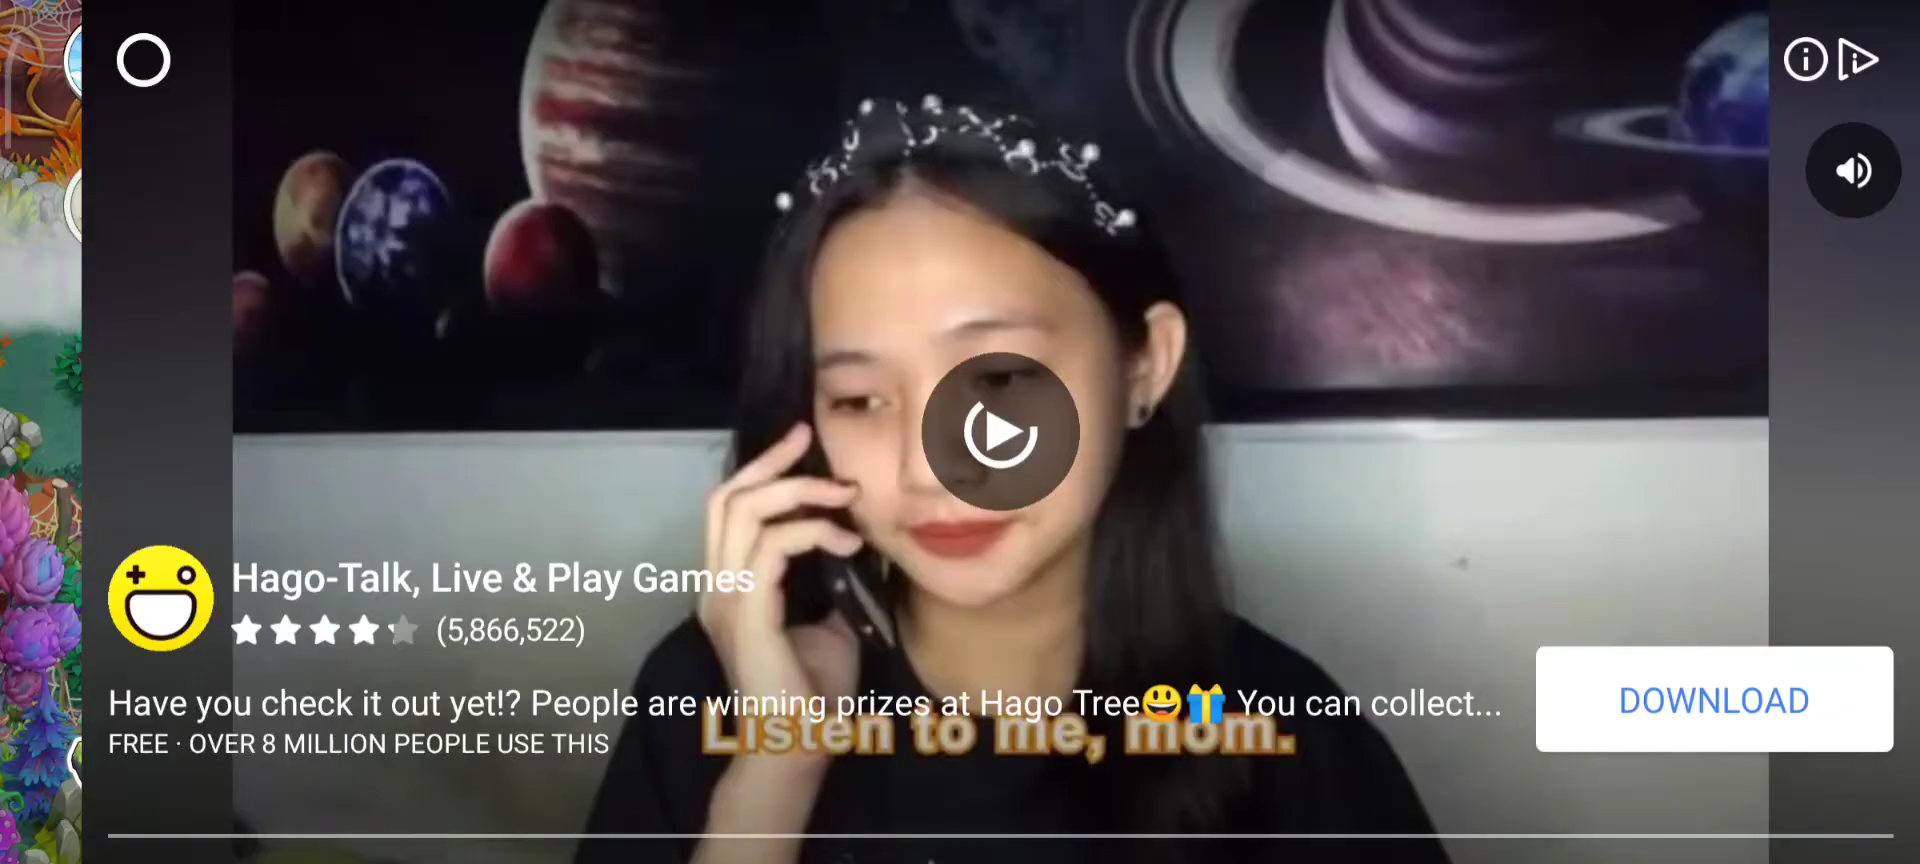 Hago-Talk, Live & Play Games
(5,866,522)
Have you check it out yet!? People are winning prizes at Hago Tree😃🎁 You can collect...
FREE · OVER 8 MILLION PEOPLE USE THIS
Listen to me, mom.
DOWNLOAD